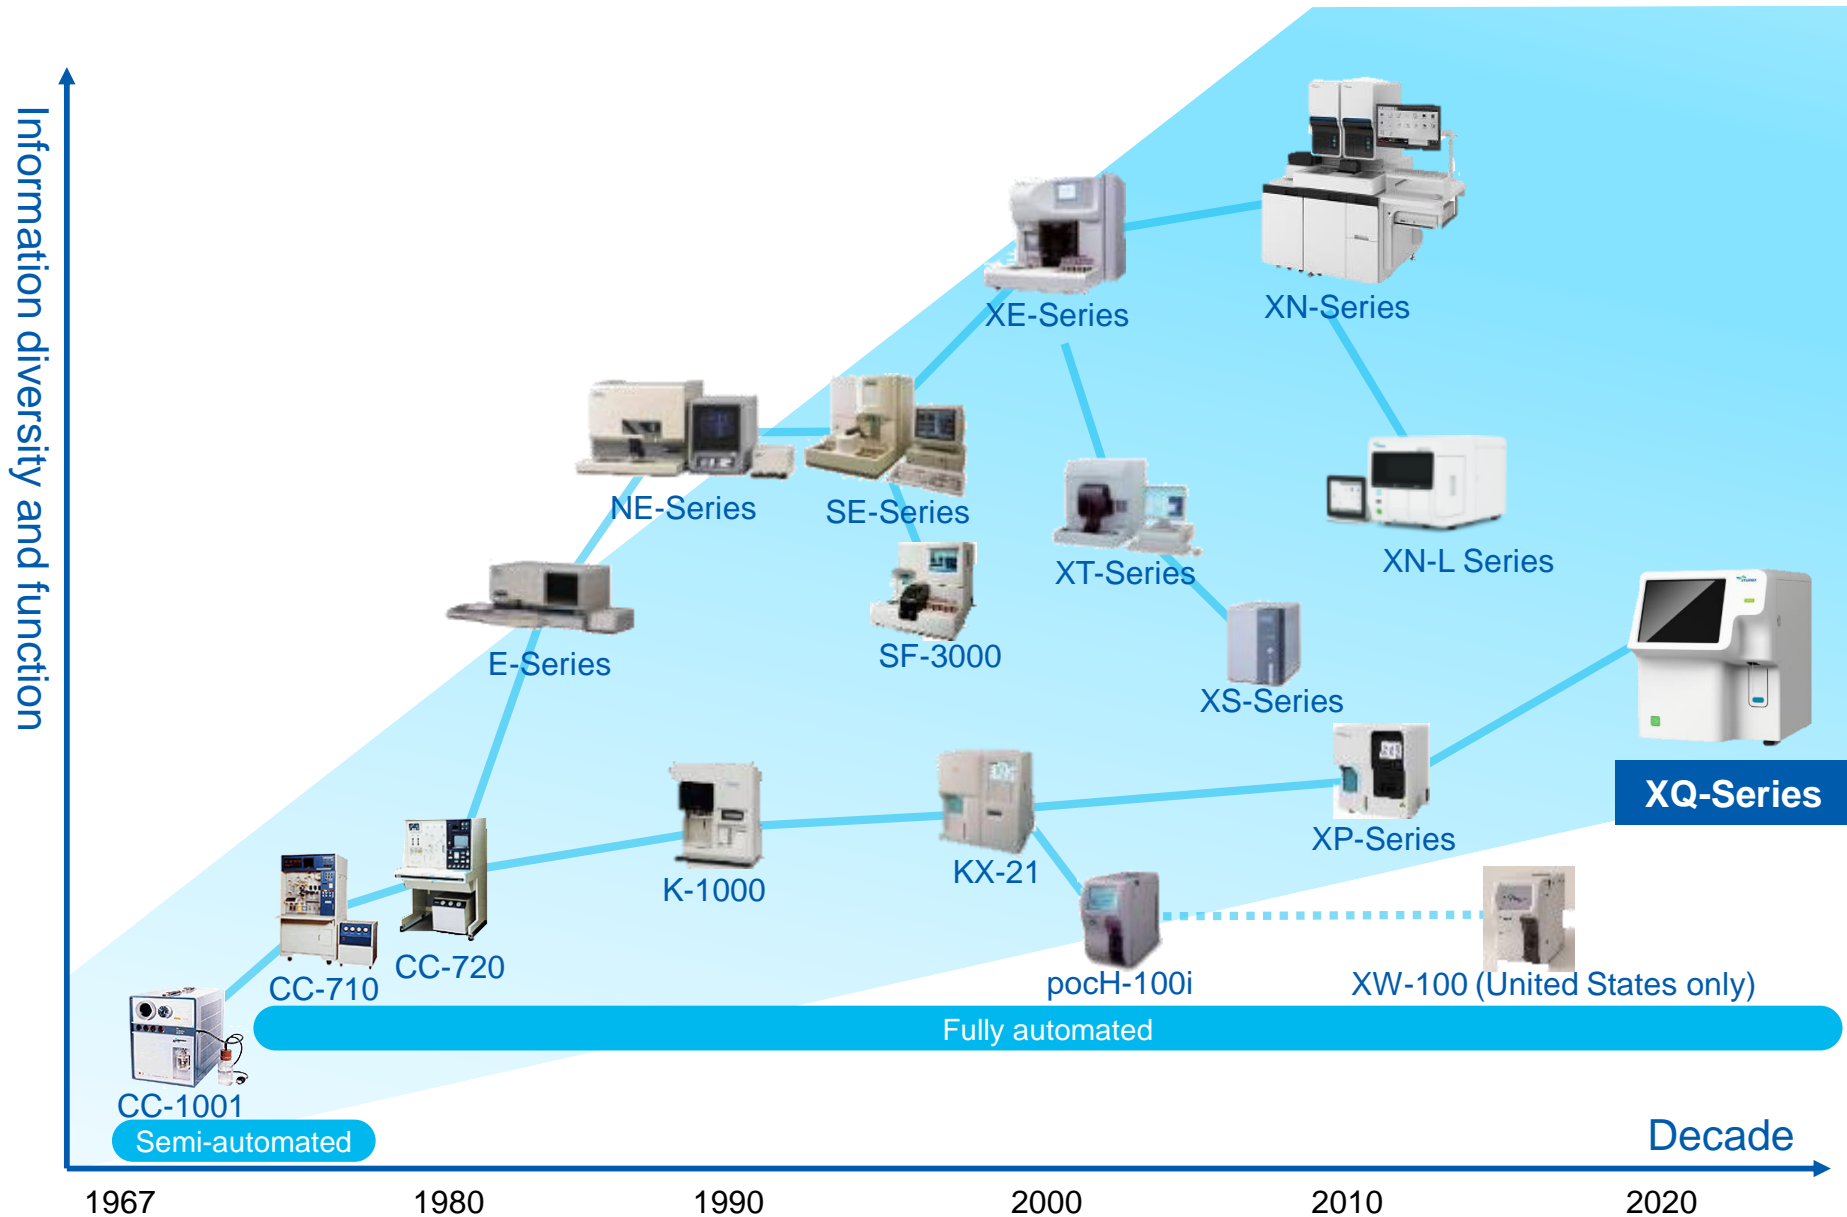 Information diversity and function
XE-Series
XN-Series
NE-Series
SE-Series
XT-Series
XN-L Series
E-Series
SF-3000
XS-Series
XQ-Series
XP-Series
K-1000
KX-21
CC-720
CC-710
pocH-100i
XW-100 (United States only)
Fully automated
CC-1001
Semi-automated
Decade
1967
1980
1990
2000
2010
2020